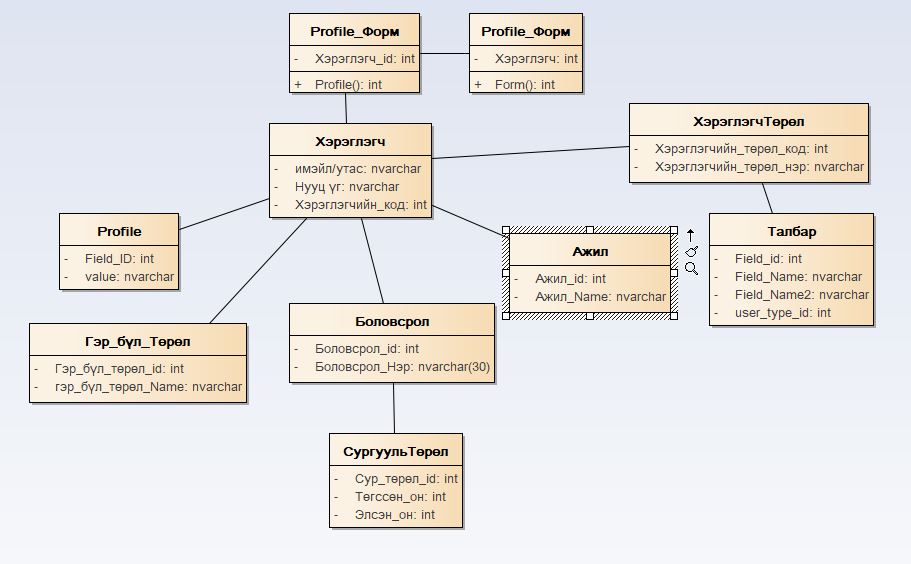 Profile_Форм
- Хэрэглэгч_id: int
+ Profile(): int
Profile_Форм
- Хэрэглэгч: int
+ Form(): int
Хэрэглэгч
- имэйл/утас: nvarchar
- Нууц үг: nvarchar
- Хэрэглэгчийн_код: int
ХэрэглэгчТөрөл
- Хэрэглэгчийн_төрөл_код: int
- Хэрэглэгчийн_төрөл_нэр: nvarchar
Profile
- Field_ID: int
- value: nvarchar
Ажил
- Ажил_id: int
- Ажил_Name: nvarchar
Талбар
- Field_id: int
- Field_Name: nvarchar
- Field_Name2: nvarchar
- user_type_id: int
Гэр_бүл_Төрөл
- Гэр_бүл_төрөл_id: int
- гэр_бүл_төрөл_Name: nvarchar
Боловсрол
- Боловсрол_id: int
- Боловсрол_Нэр: nvarchar(30)
СургуульТөрөл
- Сур_төрөл_id: int
- Төгссөн_он: int
- Элсэн_он: int